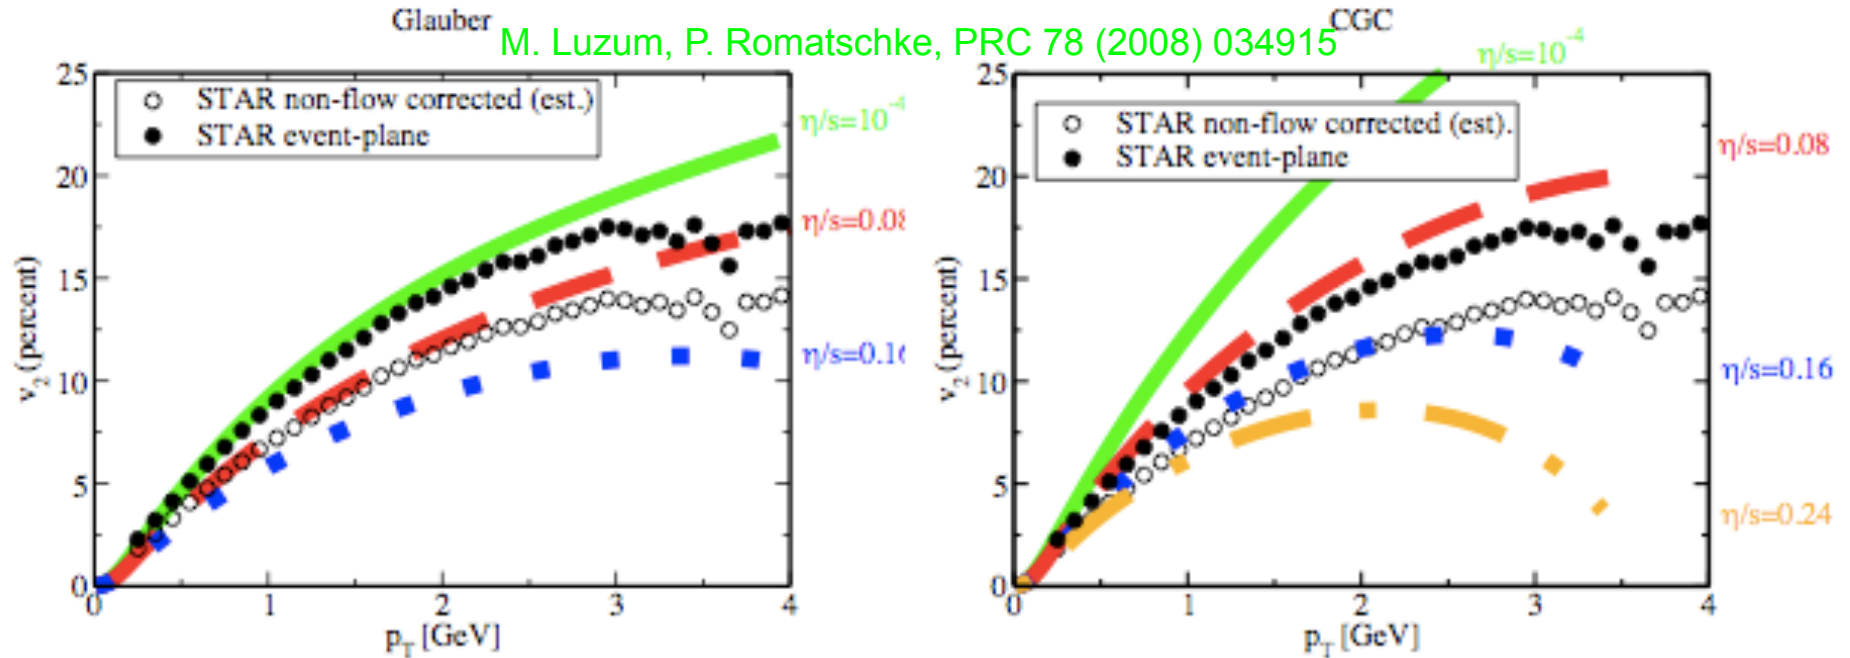 Glauber
M. Luzum, P. Romatschke, PRC 78 (2008) 034915
CGC
STAR non-flow corrected (est.)
STAR event-plane
η/s=10⁻⁴
η/s=0.08
η/s=0.16
25
20
15
10
5
0
v₂ (percent)
0 1 2 3 4
p_T [GeV]
η/s=10⁻⁴
STAR non-flow corrected (est).
STAR event-plane
η/s=0.08
η/s=0.16
η/s=0.24
25
20
15
10
5
0
v₂ (percent)
0 1 2 3 4
p_T [GeV]